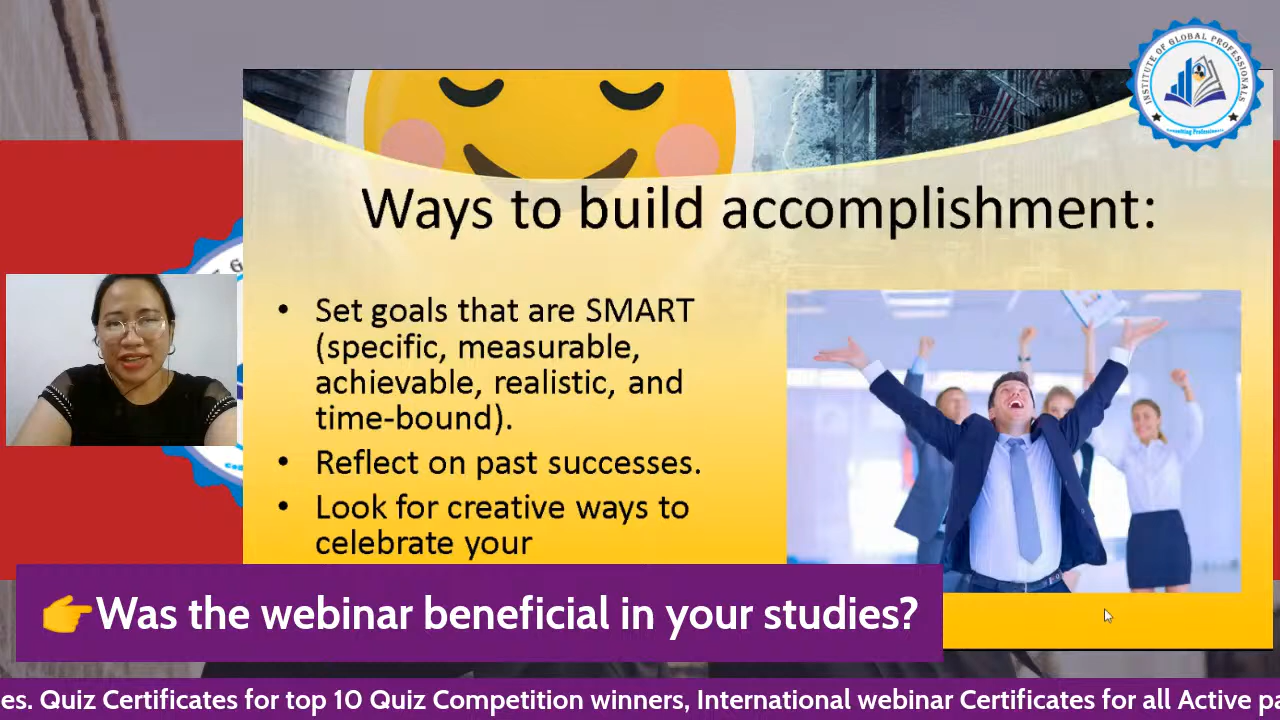 INSTITUTE OF GLOBAL PROFESSIONALS
Consulting Professionals
Ways to build accomplishment:
• Set goals that are SMART
(specific, measurable,
achievable, realistic, and
time-bound).
• Reflect on past successes.
• Look for creative ways to
celebrate your
👉Was the webinar beneficial in your studies?
es. Quiz Certificates for top 10 Quiz Competition winners, International webinar Certificates for all Active pa